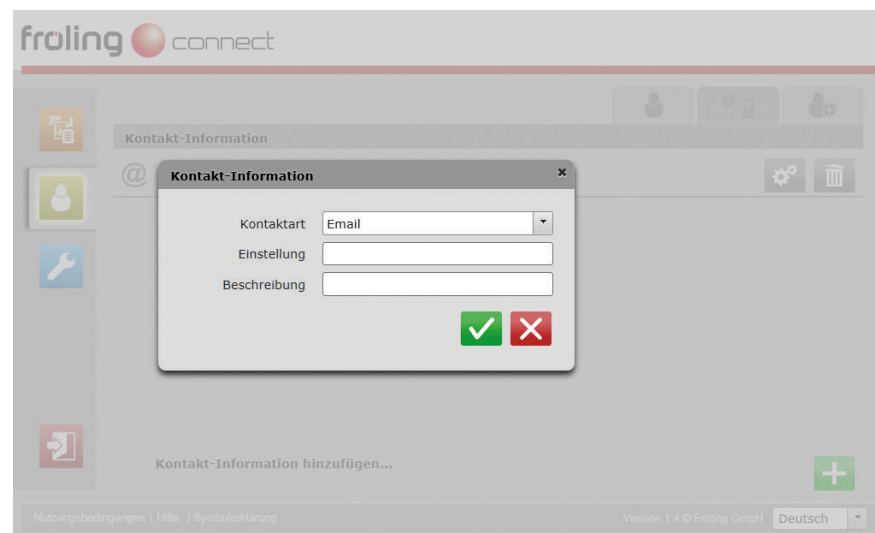 fröling connect
Kontakt-Information
@
Kontakt-Information ×
Kontaktart Email
Einstellung
Beschreibung
Kontakt-Information hinzufügen...
Nutzungsbedingungen | Hilfe | Symbolerklärung Version 1.4 © Fröling GmbH Deutsch